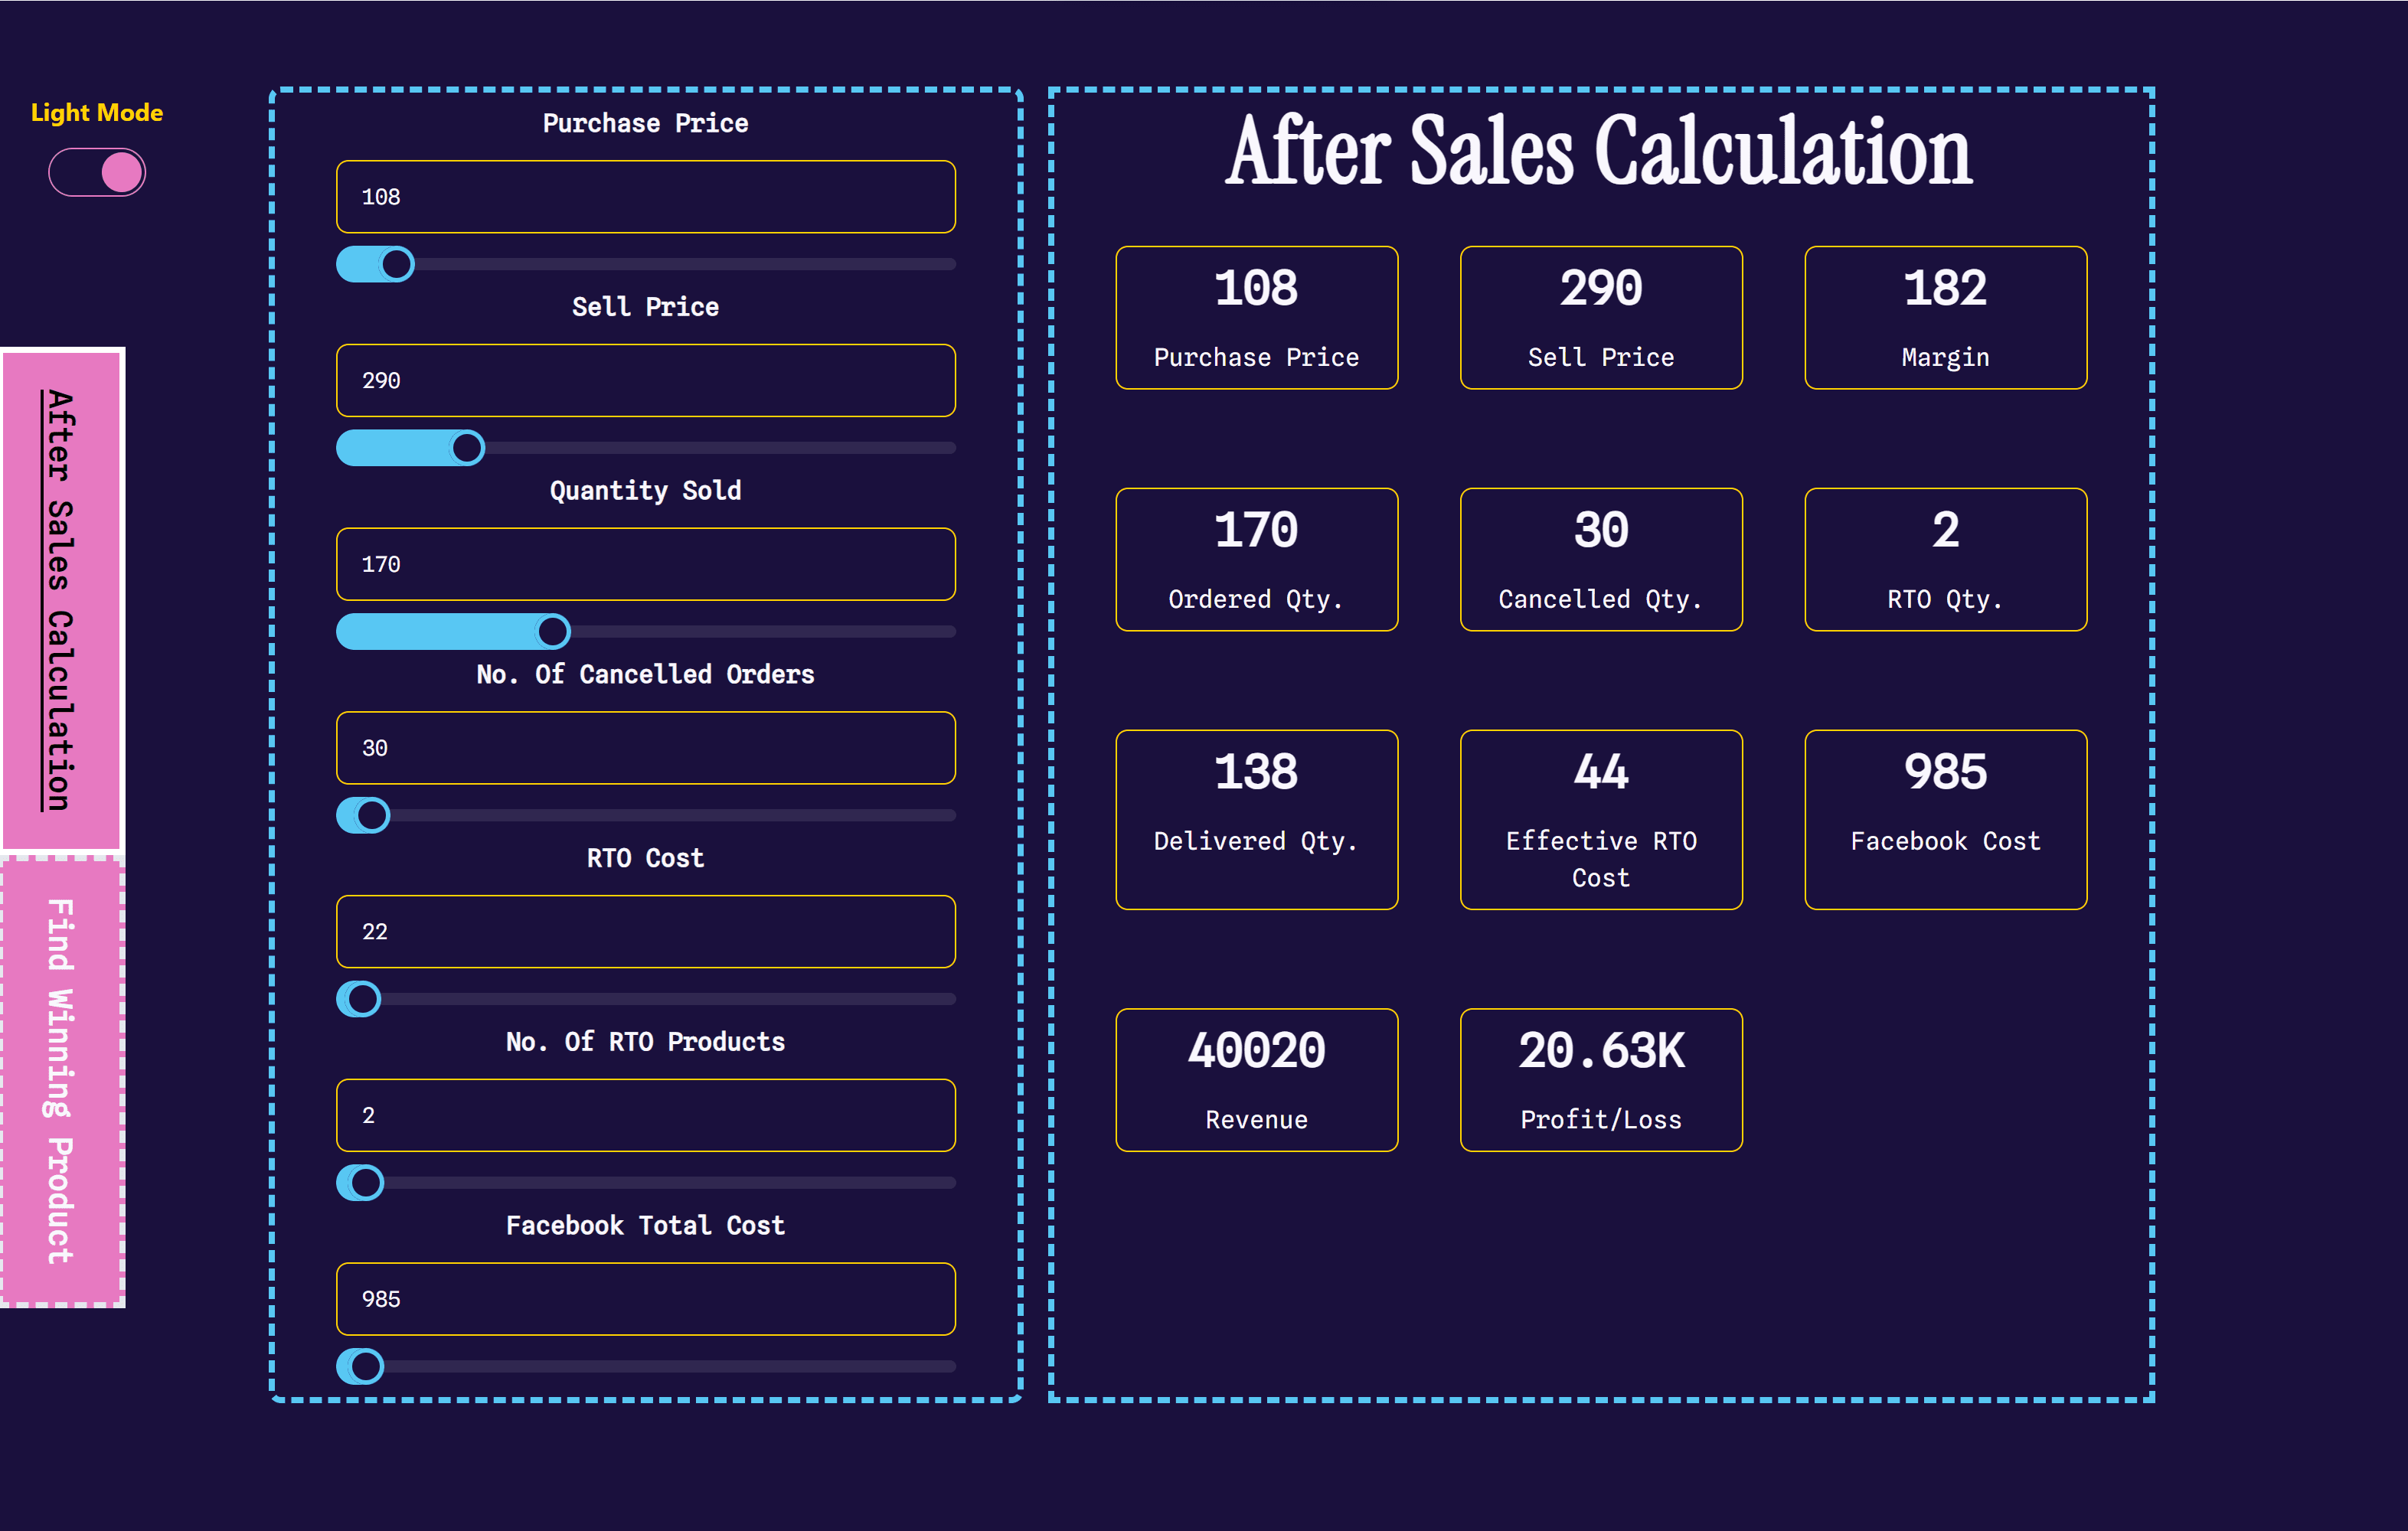 Light Mode
After Sales Calculation
Find Winning Product
Purchase Price
108
Sell Price
290
Quantity Sold
170
No. Of Cancelled Orders
30
RTO Cost
22
No. Of RTO Products
2
Facebook Total Cost
985
After Sales Calculation
108
Purchase Price
290
Sell Price
182
Margin
170
Ordered Qty.
30
Cancelled Qty.
2
RTO Qty.
138
Delivered Qty.
44
Effective RTO
Cost
985
Facebook Cost
40020
Revenue
20.63K
Profit/Loss